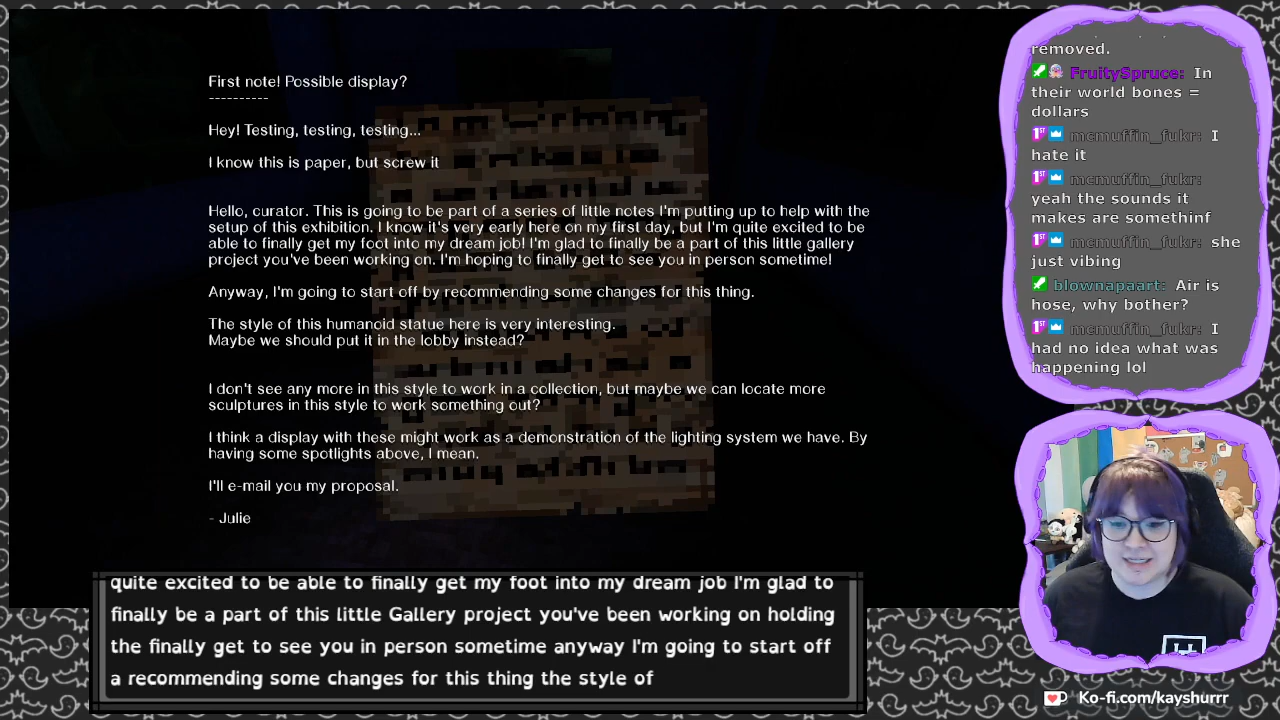 First note! Possible display?
----------
Hey! Testing, testing, testing...
I know this is paper, but screw it
Hello, curator. This is going to be part of a series of little notes I'm putting up to help with the
setup of this exhibition. I know it's very early here on my first day, but I'm quite excited to be
able to finally get my foot into my dream job! I'm glad to finally be a part of this little gallery
project you've been working on. I'm hoping to finally get to see you in person sometime!
Anyway, I'm going to start off by recommending some changes for this thing.
The style of this humanoid statue here is very interesting.
Maybe we should put it in the lobby instead?
I don't see any more in this style to work in a collection, but maybe we can locate more
sculptures in this style to work something out?
I think a display with these might work as a demonstration of the lighting system we have. By
having some spotlights above, I mean.
I'll e-mail you my proposal.
- Julie
quite excited to be able to finally get my foot into my dream job I'm glad to
finally be a part of this little Gallery project you've been working on holding
the finally get to see you in person sometime anyway I'm going to start off
a recommending some changes for this thing the style of
removed.
FruitySpruce: In
their world bones =
dollars
mcmuffin_fukr: I
hate it
mcmuffin_fukr:
yeah the sounds it
makes are somethinf
mcmuffin_fukr: she
just vibing
blownapaart: Air is
hose, why bother?
mcmuffin_fukr: I
had no idea what was
happening lol
Ko-fi.com/kayshurrr